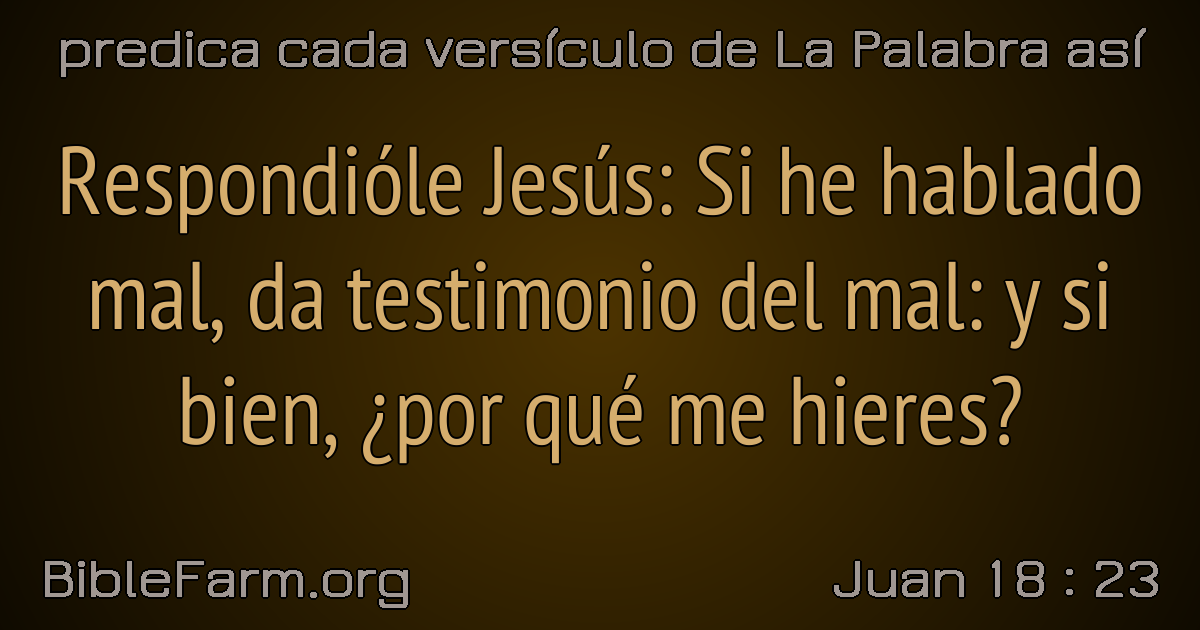 predica cada versículo de La Palabra así
Respondióle Jesús: Si he hablado
mal, da testimonio del mal: y si
bien, ¿por qué me hieres?
BibleFarm.org
Juan 18 : 23